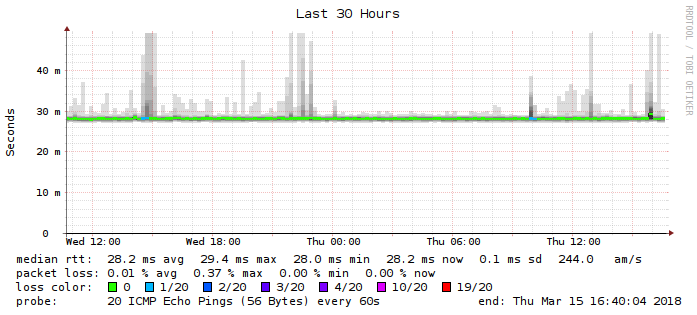 Last 30 Hours
RRDTOOL / TOBI OETIKER
Seconds
40 m
30 m
20 m
10 m
0
Wed 12:00 Wed 18:00 Thu 00:00 Thu 06:00 Thu 12:00
median rtt: 28.2 ms avg 29.4 ms max 28.0 ms min 28.2 ms now 0.1 ms sd 244.0 am/s
packet loss: 0.01 % avg 0.37 % max 0.00 % min 0.00 % now
loss color: 0 1/20 2/20 3/20 4/20 10/20 19/20
probe: 20 ICMP Echo Pings (56 Bytes) every 60s end: Thu Mar 15 16:40:04 2018